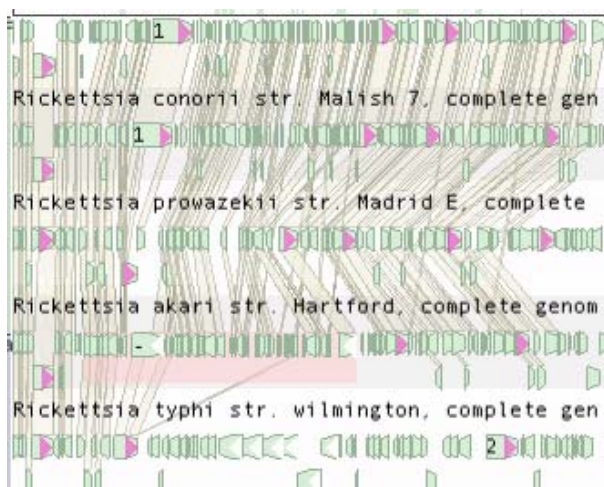 1
Rickettsia conorii str. Malish 7, complete gen
1
Rickettsia prowazekii str. Madrid E, complete
Rickettsia akari str. Hartford, complete genom
-
Rickettsia typhi str. wilmington, complete gen
2